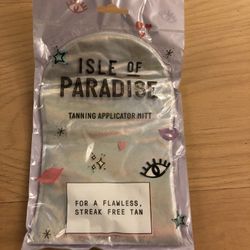 ISLE OF
PARADISE
TANNING APPLICATOR MITT
FOR A FLAWLESS,
STREAK FREE TAN